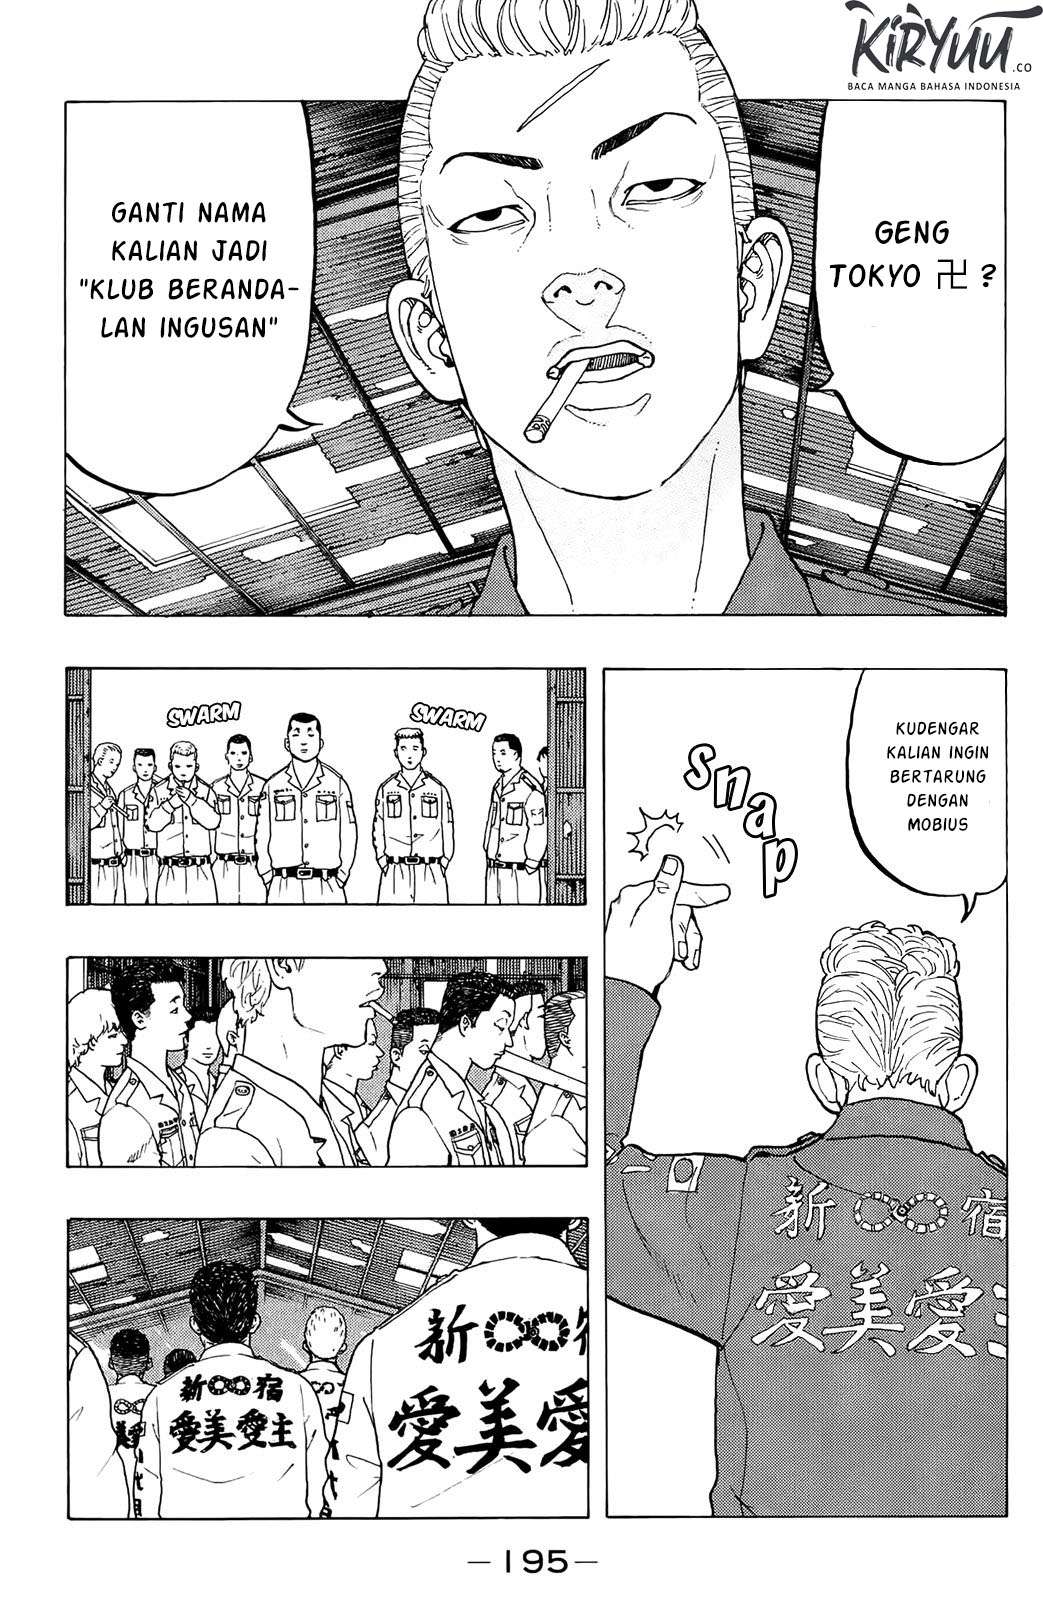 KIRYUU.CO
BACA MANGA BAHASA INDONESIA
GENG
TOKYO 卍 ?
GANTI NAMA
KALIAN JADI
"KLUB BERANDA-
LAN INGUSAN"
SWARM
SWARM
KUDENGAR
KALIAN INGIN
BERTARUNG
DENGAN
MOBIUS
snap
新 宿
愛美愛主
新 宿
愛美愛主
新
愛美愛
—195—